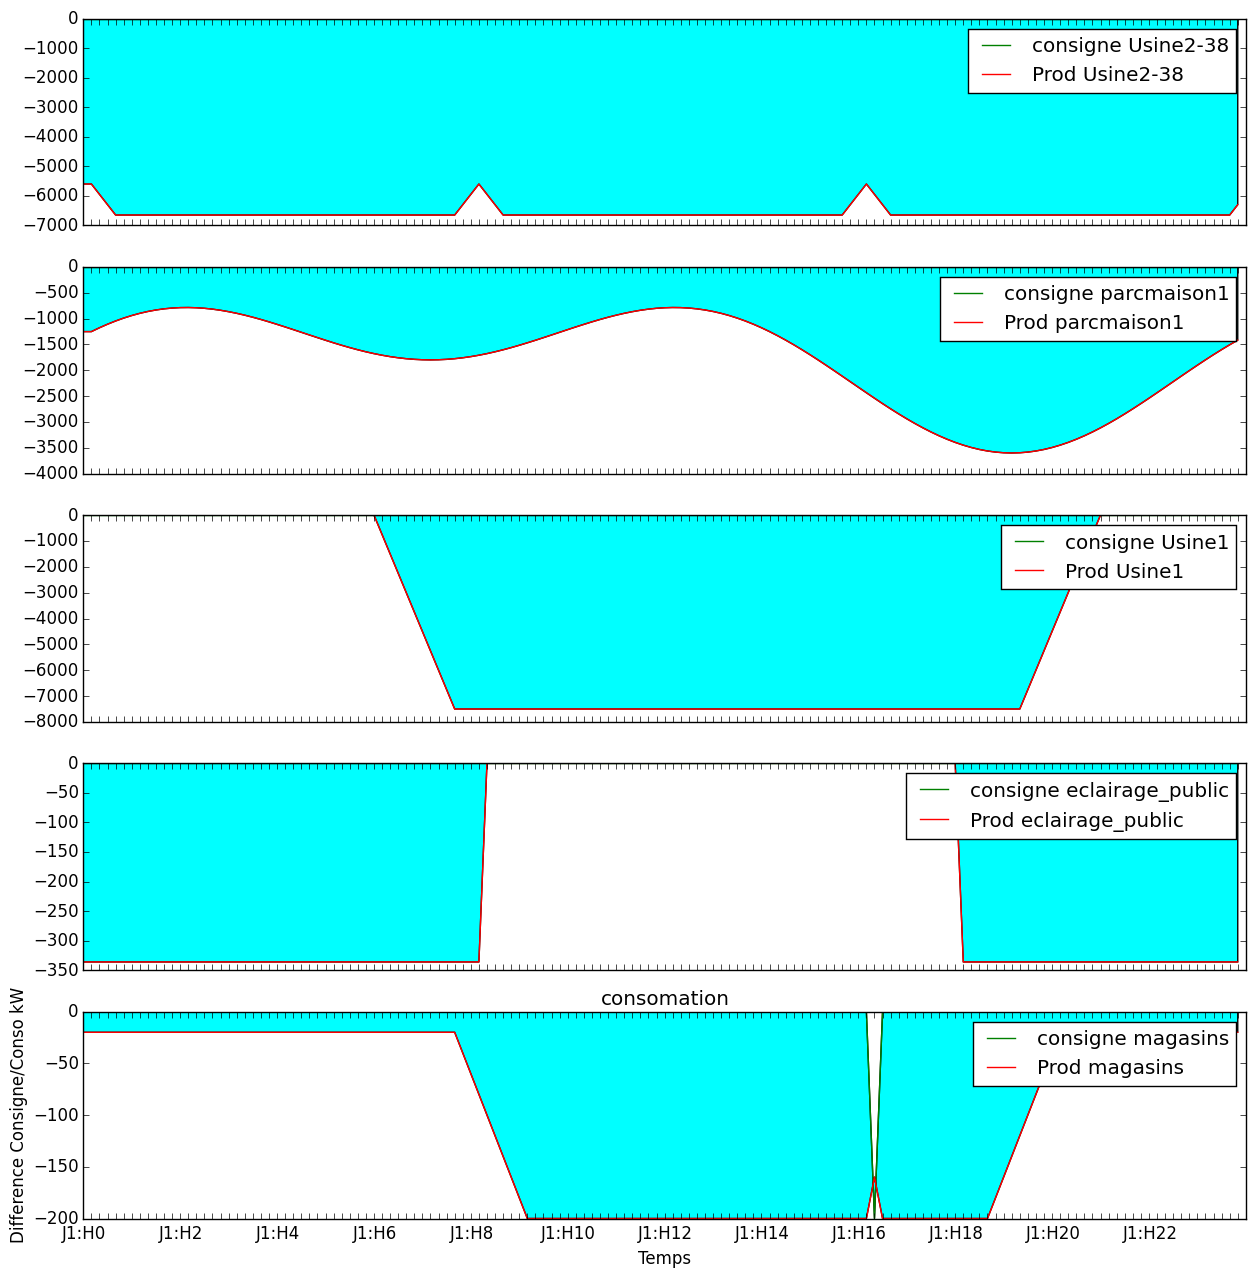 0
−1000
−2000
−3000
−4000
−5000
−6000
−7000
consigne Usine2-38
Prod Usine2-38
0
−500
−1000
−1500
−2000
−2500
−3000
−3500
−4000
consigne parcmaison1
Prod parcmaison1
0
−1000
−2000
−3000
−4000
−5000
−6000
−7000
−8000
consigne Usine1
Prod Usine1
0
−50
−100
−150
−200
−250
−300
−350
consigne eclairage_public
Prod eclairage_public
consomation
Difference Consigne/Conso kW
0
−50
−100
−150
−200
consigne magasins
Prod magasins
J1:H0 J1:H2 J1:H4 J1:H6 J1:H8 J1:H10 J1:H12 J1:H14 J1:H16 J1:H18 J1:H20 J1:H22
Temps